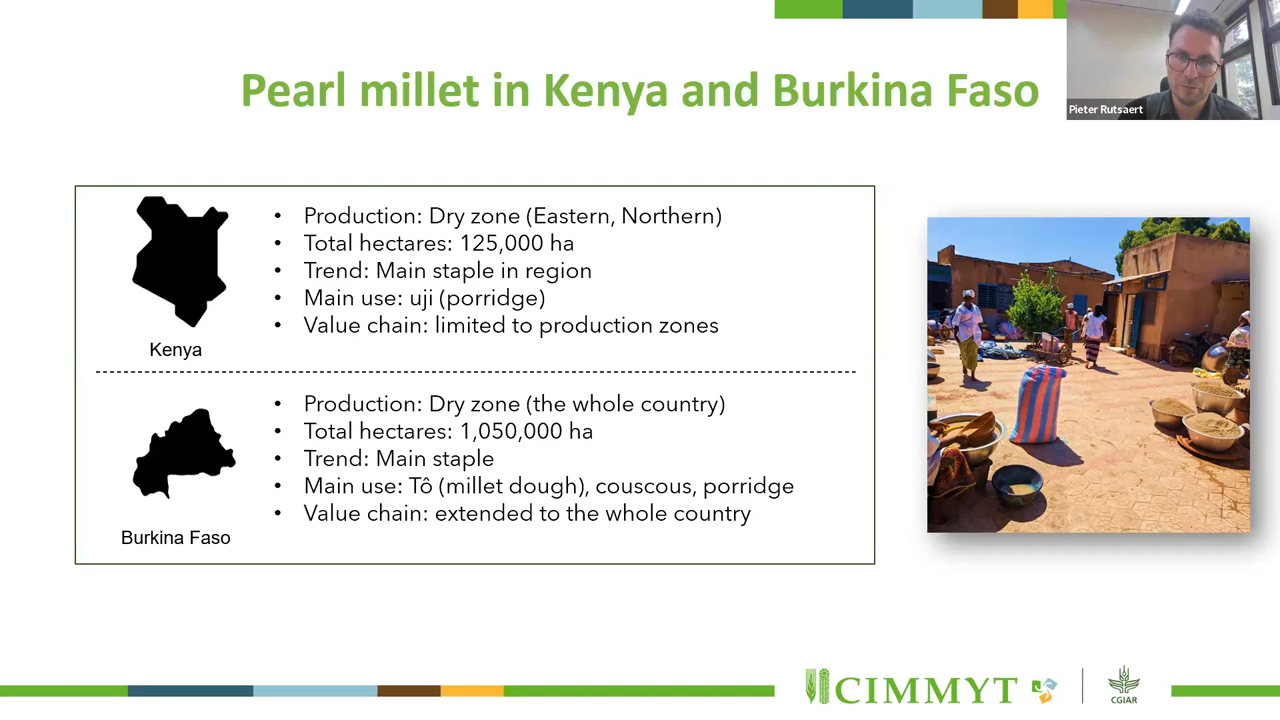 Pearl millet in Kenya and Burkina Faso
Pieter Rutsaert
• Production: Dry zone (Eastern, Northern)
• Total hectares: 125,000 ha
• Trend: Main staple in region
• Main use: uji (porridge)
• Value chain: limited to production zones
Kenya
• Production: Dry zone (the whole country)
• Total hectares: 1,050,000 ha
• Trend: Main staple
• Main use: Tô (millet dough), couscous, porridge
• Value chain: extended to the whole country
Burkina Faso
CIMMYT
CGIAR